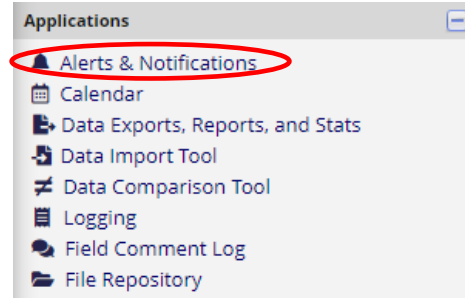 Applications
Alerts & Notifications
Calendar
Data Exports, Reports, and Stats
Data Import Tool
Data Comparison Tool
Logging
Field Comment Log
File Repository